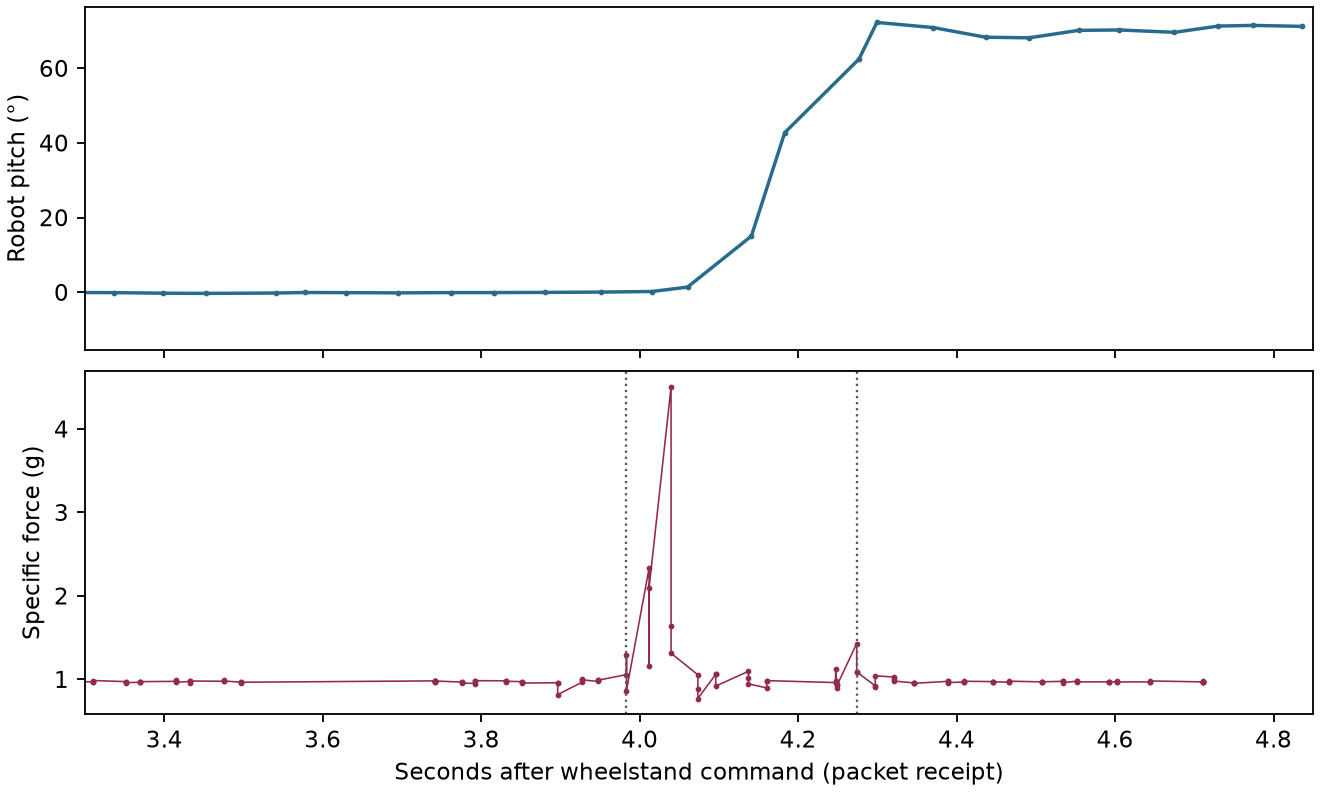 Robot pitch (°)
60
40
20
0
Specific force (g)
4
3
2
1
3.4 3.6 3.8 4.0 4.2 4.4 4.6 4.8
Seconds after wheelstand command (packet receipt)